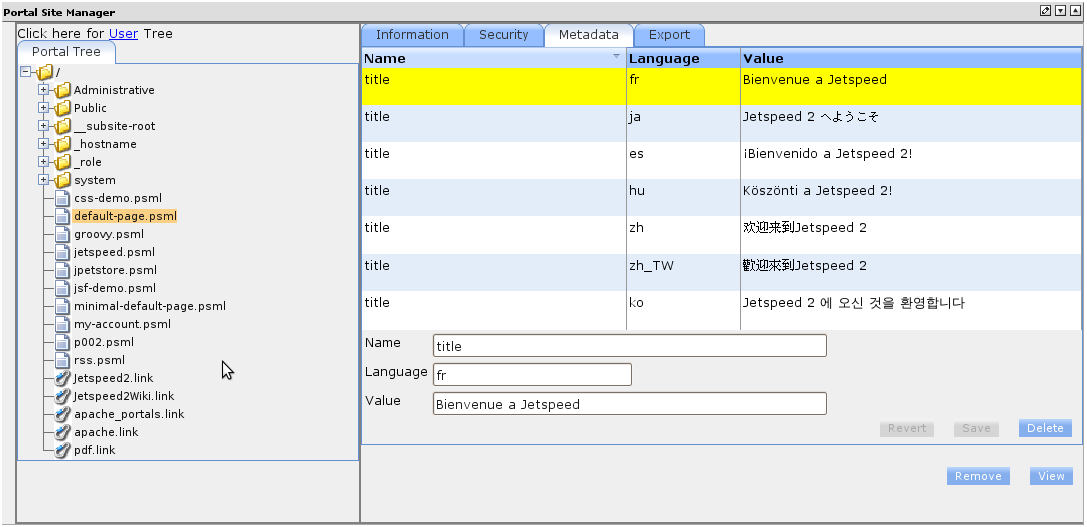 Portal Site Manager
Click here for User Tree
Portal Tree
/
Administrative
Public
__subsite-root
_hostname
_role
system
css-demo.psml
default-page.psml
groovy.psml
jetspeed.psml
jpetstore.psml
jsf-demo.psml
minimal-default-page.psml
my-account.psml
p002.psml
rss.psml
Jetspeed2.link
Jetspeed2Wiki.link
apache_portals.link
apache.link
pdf.link
Information Security Metadata Export
Name Language Value
title fr Bienvenue a Jetspeed
title ja Jetspeed 2 へようこそ
title es ¡Bienvenido a Jetspeed 2!
title hu Köszönti a Jetspeed 2!
title zh 欢迎来到Jetspeed 2
title zh_TW 歡迎來到Jetspeed 2
title ko Jetspeed 2 에 오신 것을 환영합니다
Name title
Language fr
Value Bienvenue a Jetspeed
Revert Save Delete
Remove View